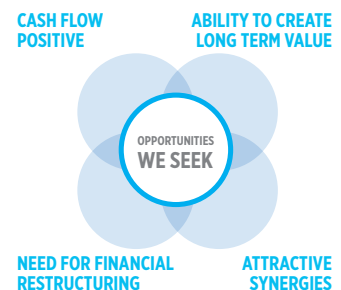 CASH FLOW
POSITIVE
ABILITY TO CREATE
LONG TERM VALUE
OPPORTUNITIES
WE SEEK
NEED FOR FINANCIAL
RESTRUCTURING
ATTRACTIVE
SYNERGIES